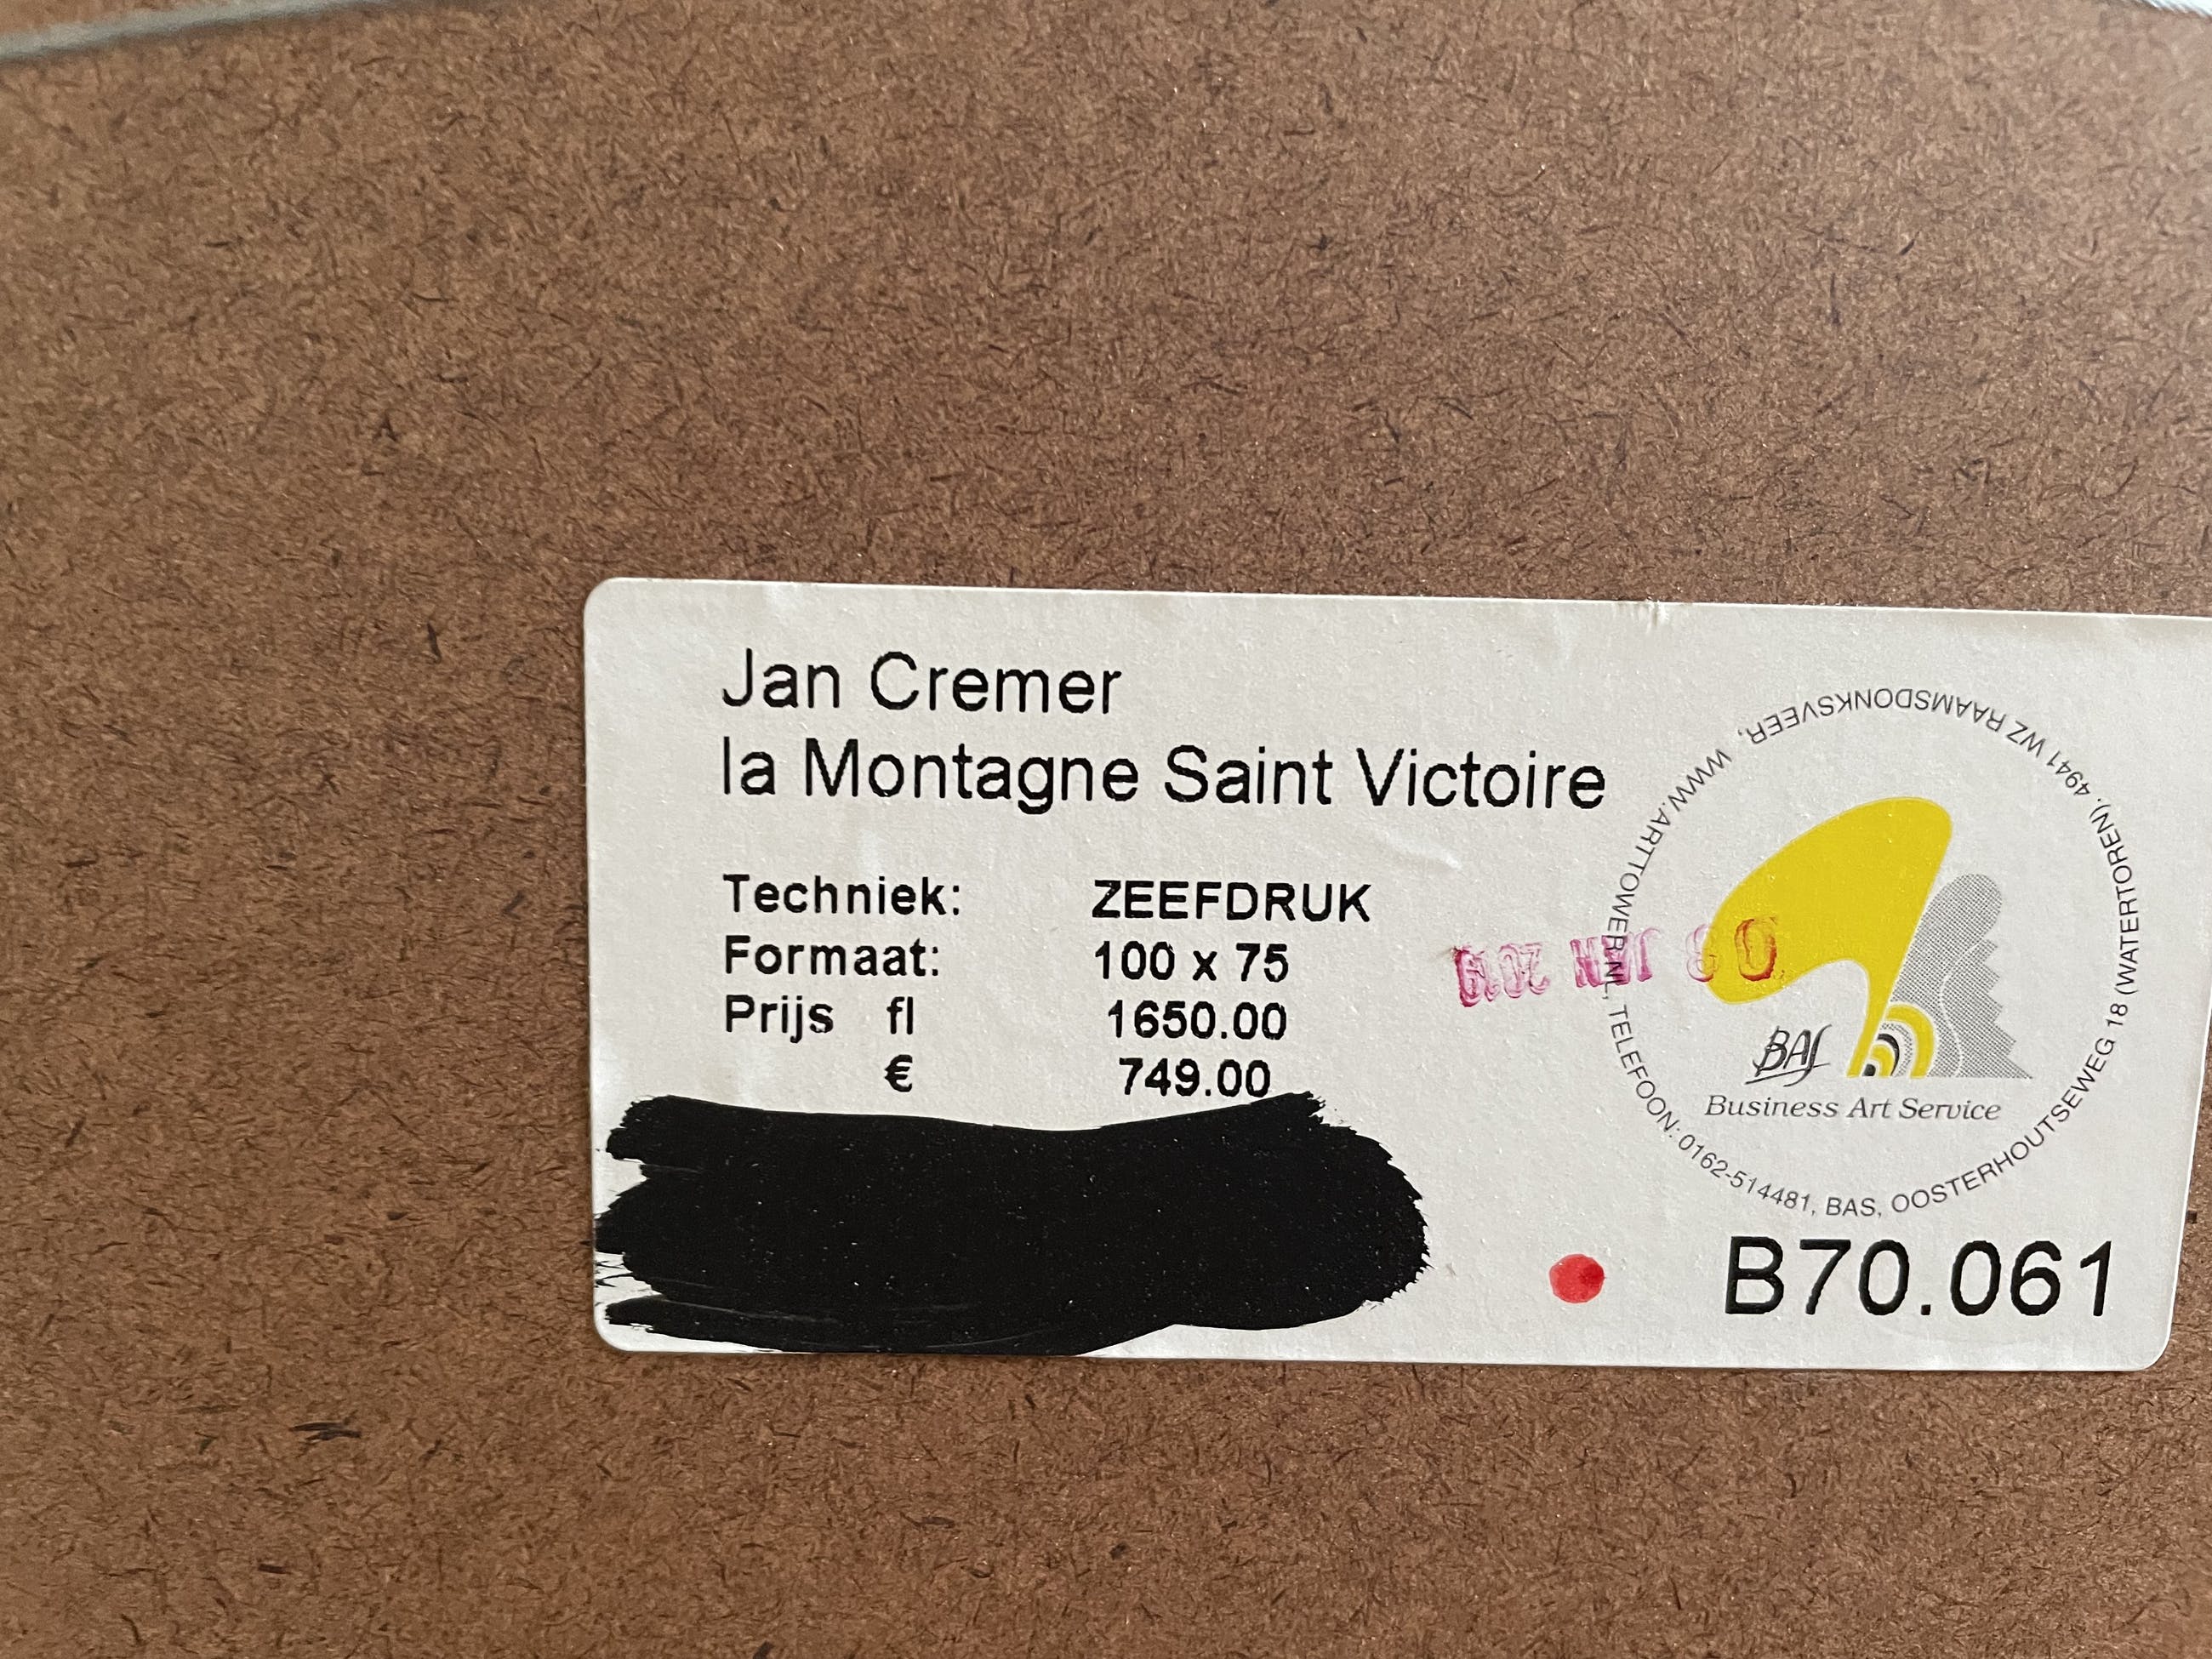 Jan Cremer
la Montagne Saint Victoire
Techniek: ZEEFDRUK
Formaat: 100 x 75
Prijs fl 1650.00
€ 749.00
WWW.ARTTOWER.NL, TELEFOON: 0162-514481, BAS, OOSTERHOUTSEWEG 18 (WATERTOREN), 4941 WZ RAAMSDONKSVEER,
JAN 2019
BAS
Business Art Service
B70.061